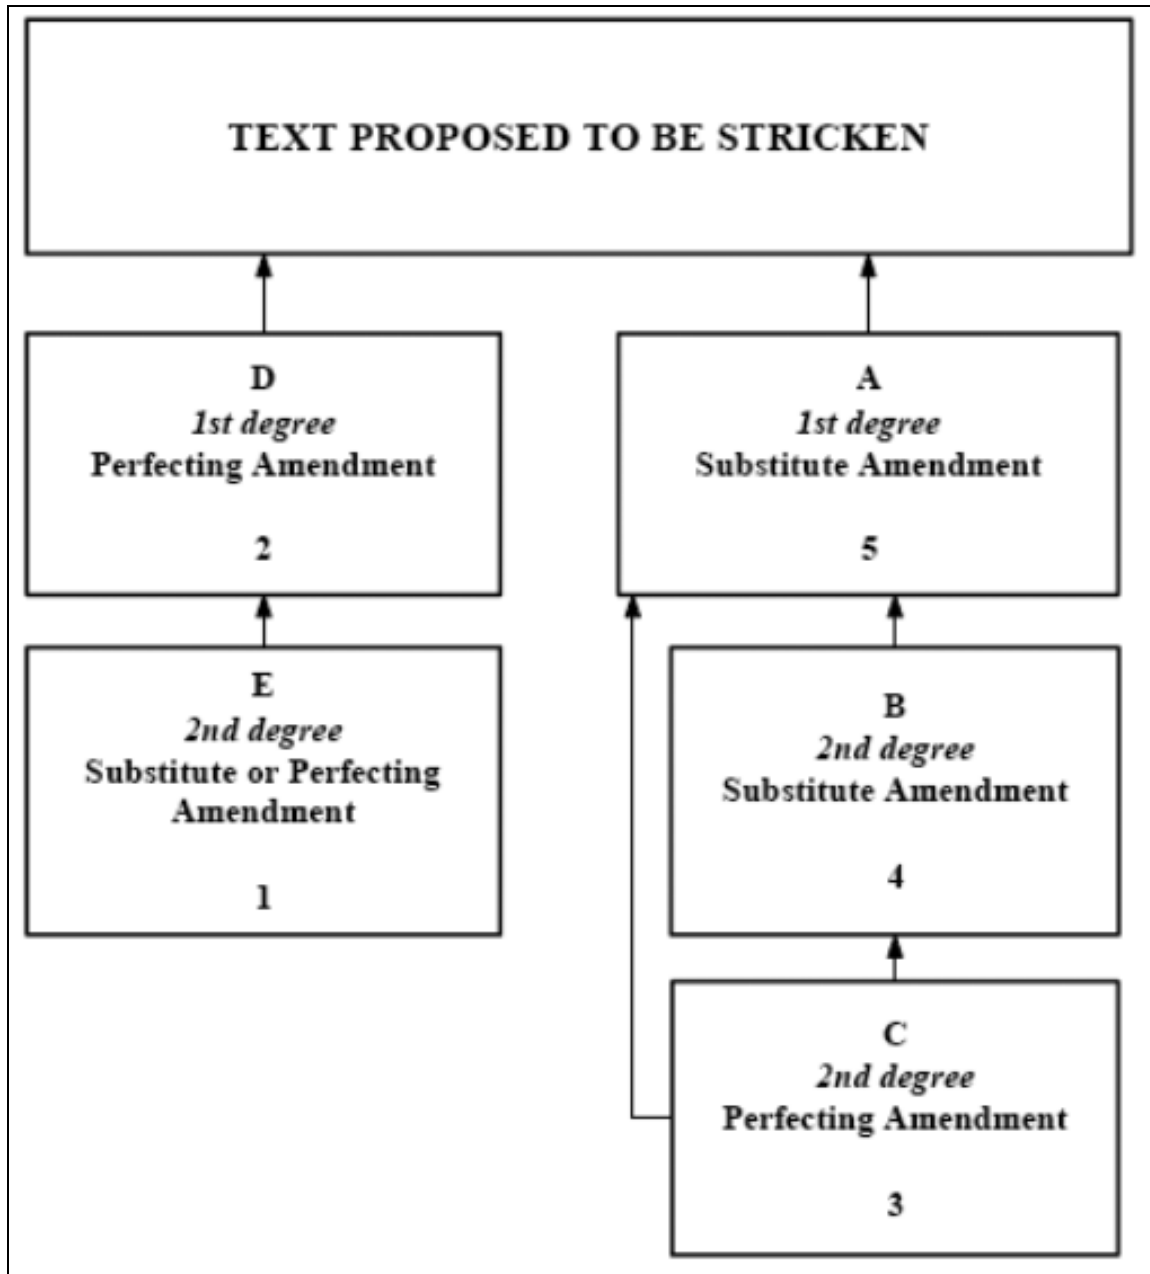 TEXT PROPOSED TO BE STRICKEN
D
1st degree
Perfecting Amendment
2
A
1st degree
Substitute Amendment
5
E
2nd degree
Substitute or Perfecting
Amendment
1
B
2nd degree
Substitute Amendment
4
C
2nd degree
Perfecting Amendment
3